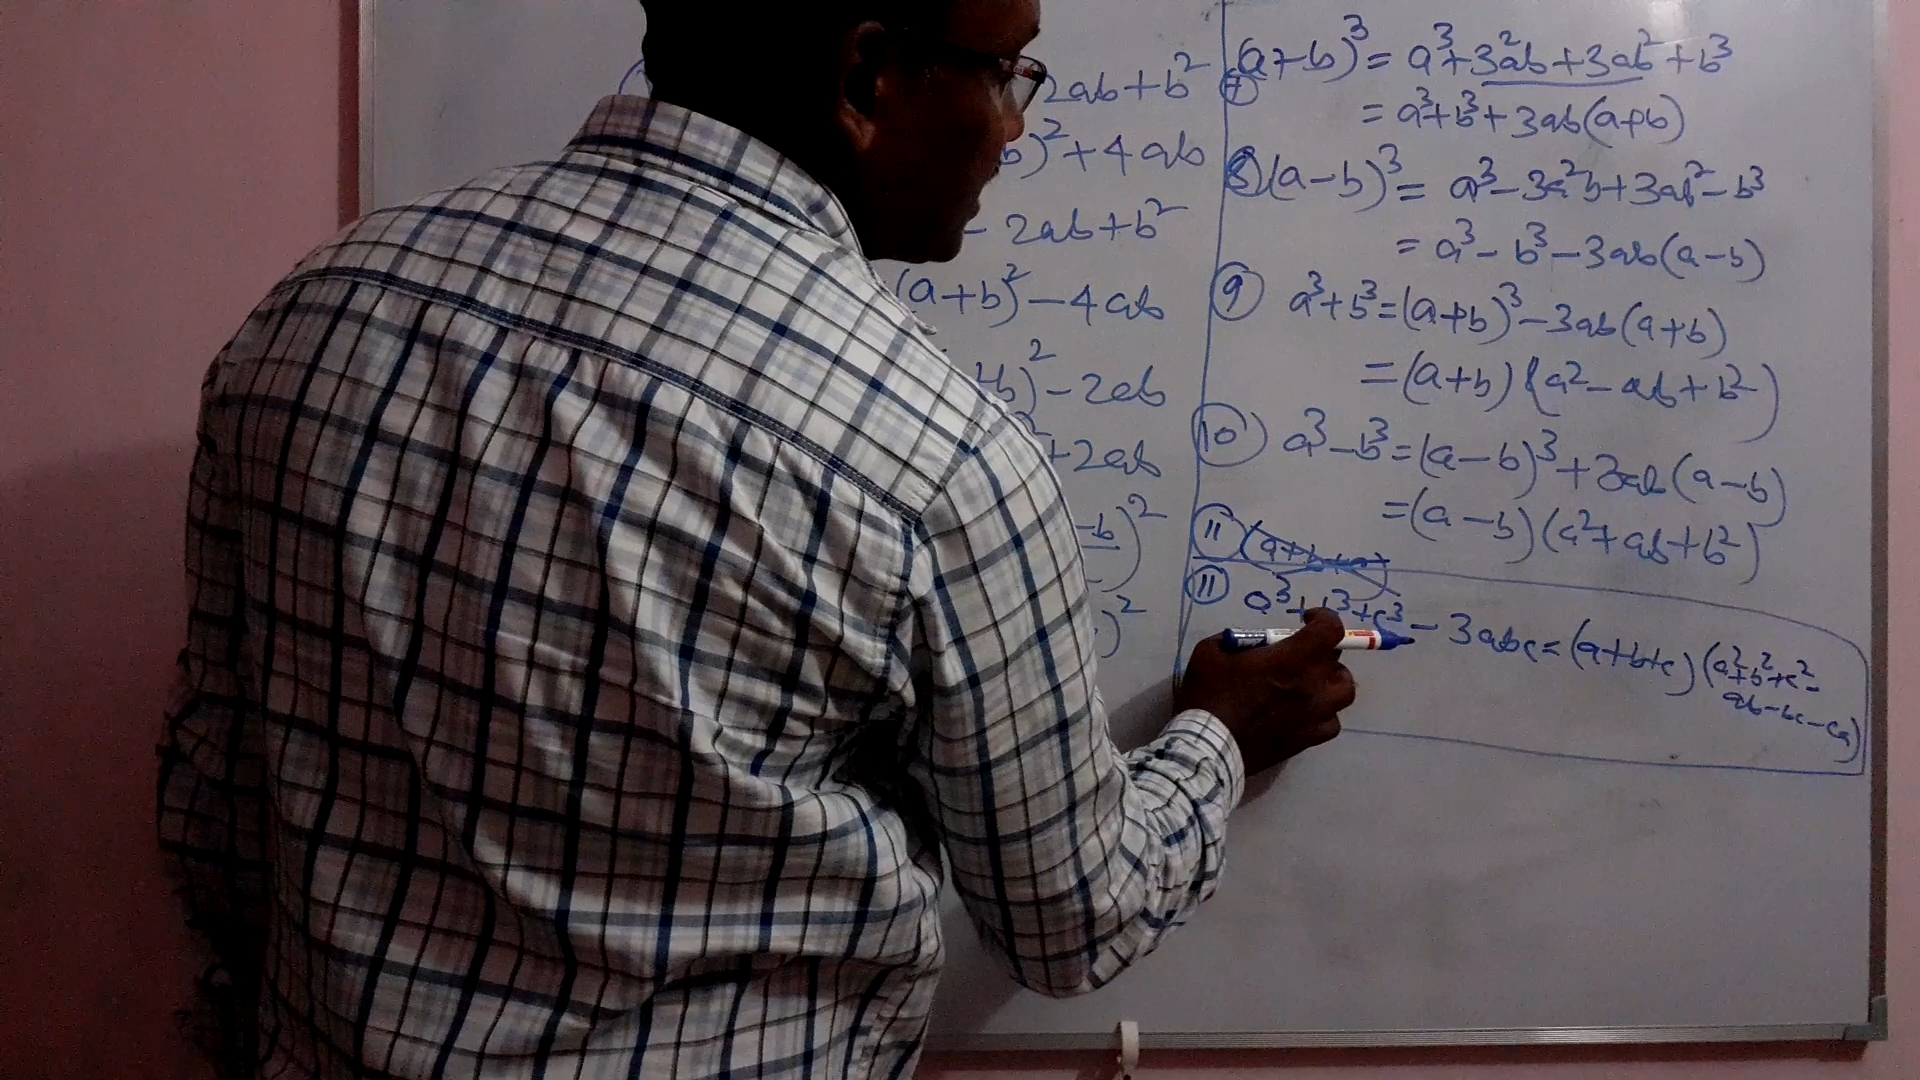 2ab+b²
b)²+4ab
- 2ab+b²
(a+b)²-4ab
+b)²-2ab
+2ab
-b)²
)²
⑦ (a+b)³ = a³+3a²b+3ab²+b³
= a³+b³+3ab(a+b)
⑧ (a-b)³ = a³-3a²b+3ab²-b³
= a³-b³-3ab(a-b)
⑨ a³+b³=(a+b)³-3ab(a+b)
=(a+b)(a²-ab+b²)
⑩ a³-b³=(a-b)³+3ab(a-b)
=(a-b)(a²+ab+b²)
⑪ (a+b+c)
⑪ a³+b³+c³-3abc=(a+b+c)(a²+b²+c²-
ab-bc-ca)